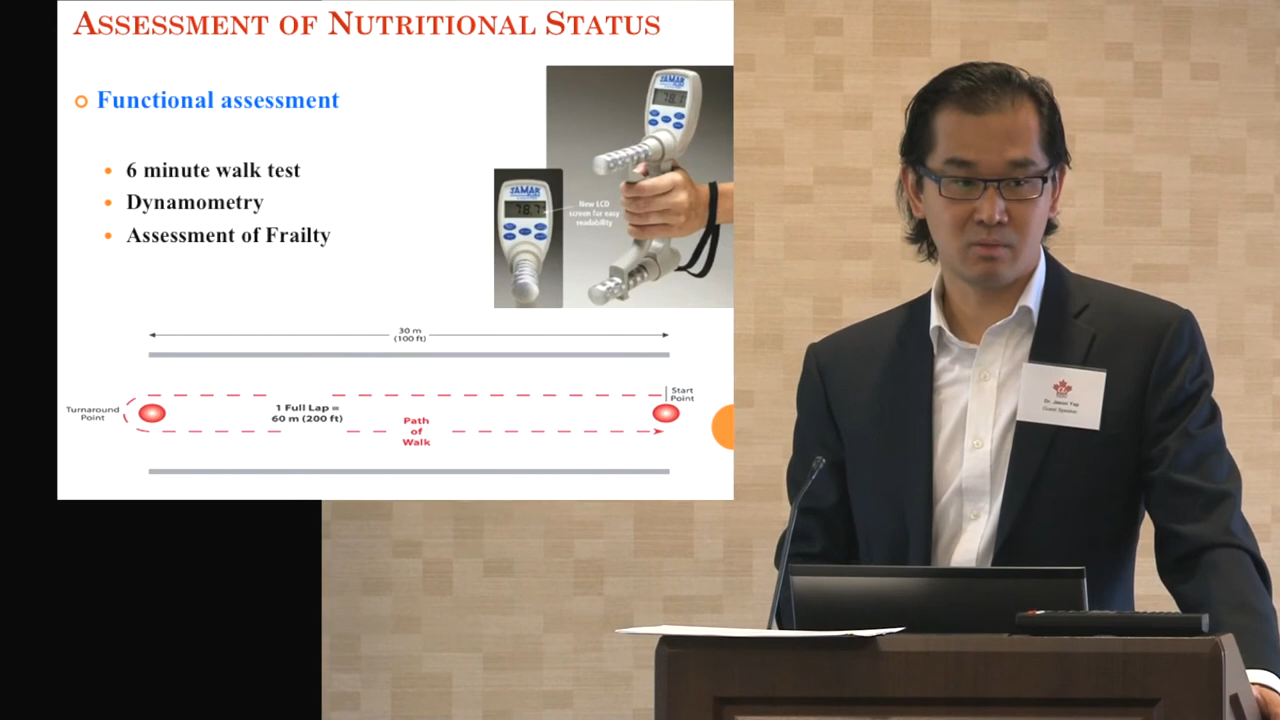 ASSESSMENT OF NUTRITIONAL STATUS
Functional assessment
6 minute walk test
Dynamometry
Assessment of Frailty
JAMAR
78.1
JAMAR
78.7
New LCD
screen for easy
readability
30 m
(100 ft)
Start
Point
Turnaround
Point
1 Full Lap =
60 m (200 ft)
Path
of
Walk
Dr. Jason Yap
Guest Speaker